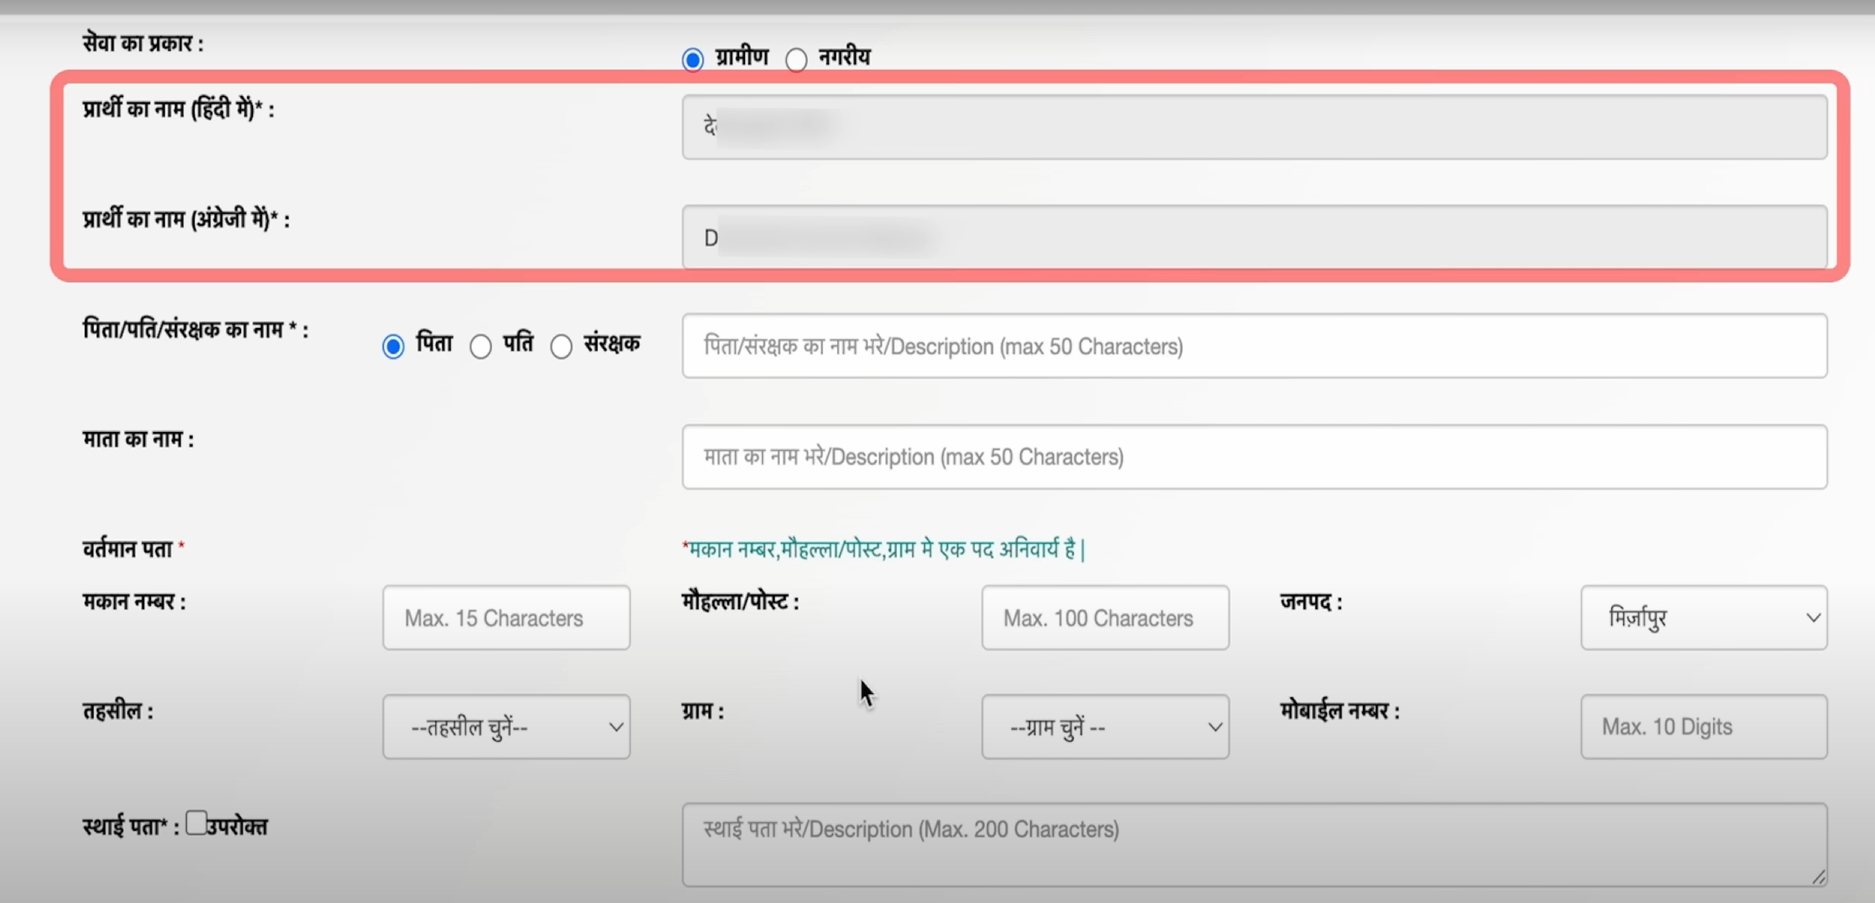 सेवा का प्रकार :
ग्रामीण नगरीय
प्रार्थी का नाम (हिंदी में)* :
दे
प्रार्थी का नाम (अंग्रेजी में)* :
D
पिता/पति/संरक्षक का नाम * : पिता पति संरक्षक पिता/संरक्षक का नाम भरे/Description (max 50 Characters)
माता का नाम : माता का नाम भरे/Description (max 50 Characters)
वर्तमान पता * *मकान नम्बर,मौहल्ला/पोस्ट,ग्राम मे एक पद अनिवार्य है |
मकान नम्बर : Max. 15 Characters मौहल्ला/पोस्ट : Max. 100 Characters जनपद : मिर्ज़ापुर
तहसील : --तहसील चुनें-- ग्राम : --ग्राम चुनें -- मोबाईल नम्बर : Max. 10 Digits
स्थाई पता* : उपरोक्त स्थाई पता भरे/Description (Max. 200 Characters)